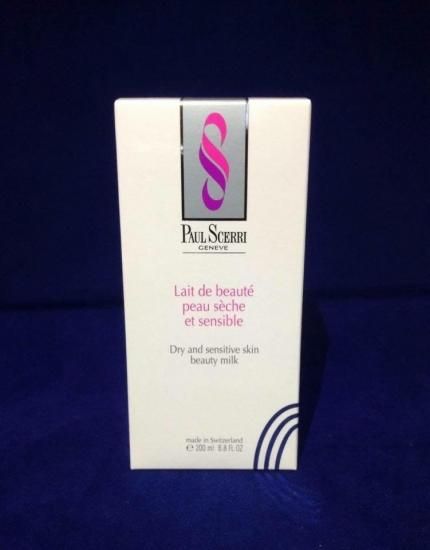 PAUL SCERRI
GENEVE
Lait de beauté
peau sèche
et sensible
Dry and sensitive skin
beauty milk
made in Switzerland
℮ 200 ml 6.8 FL OZ